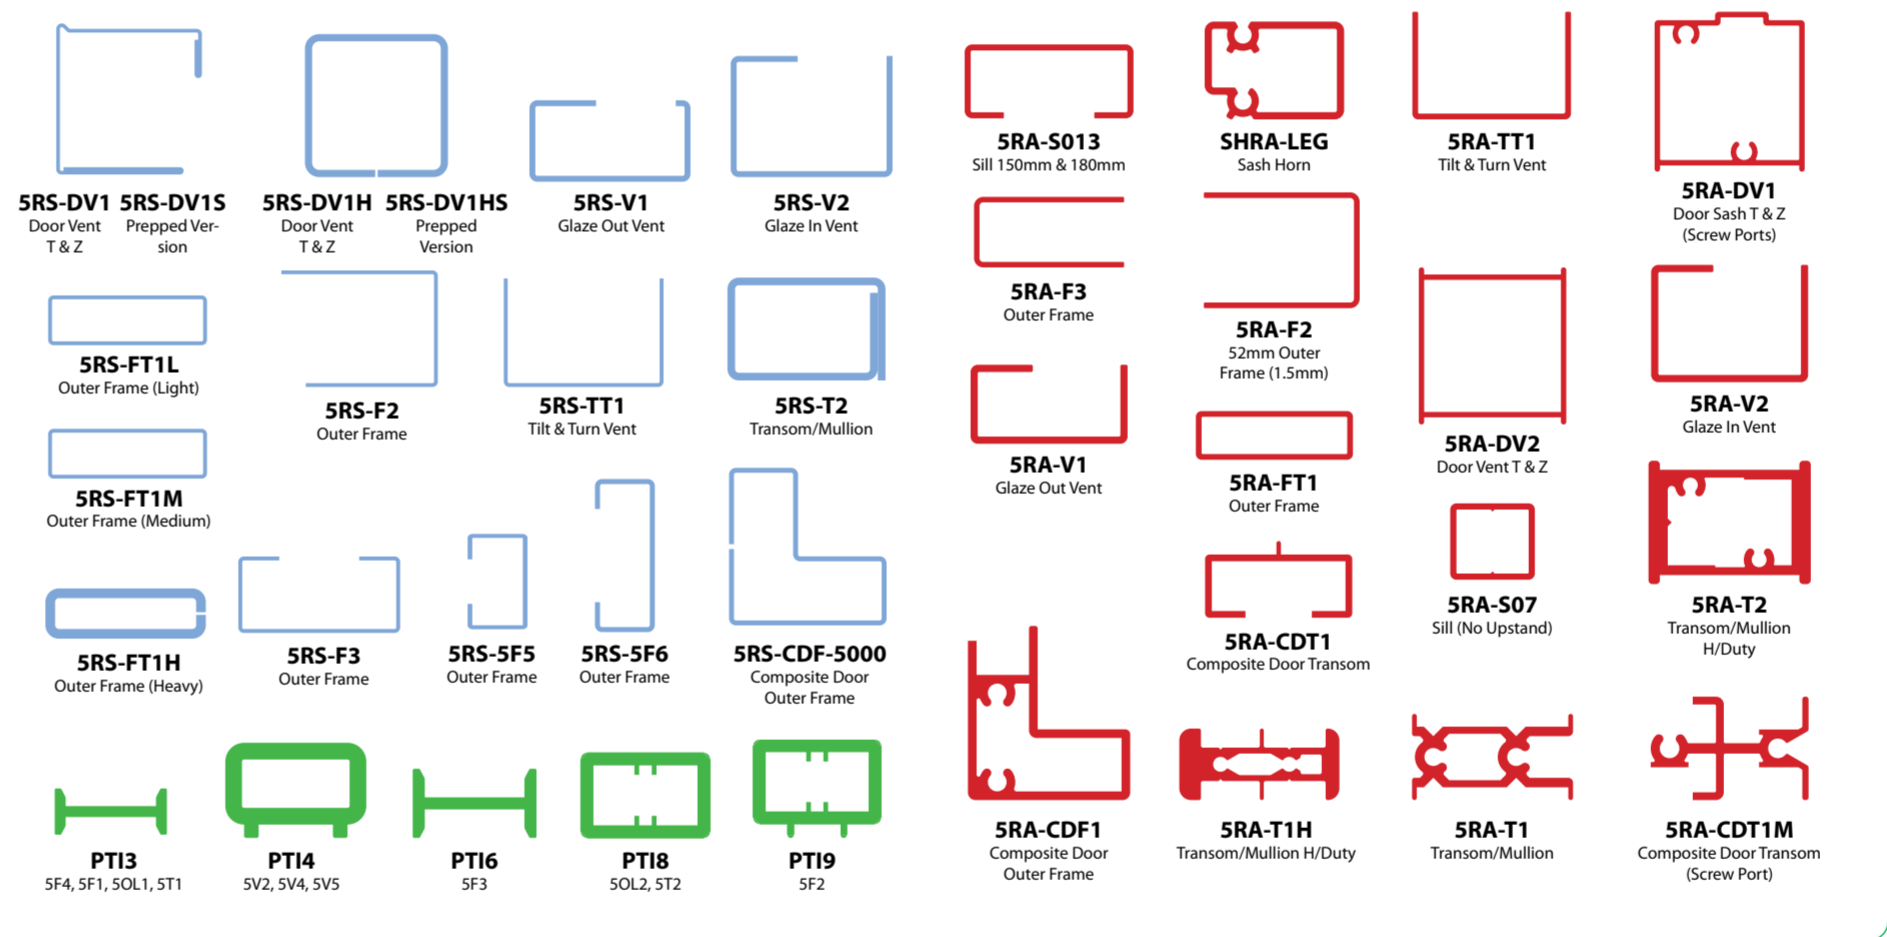 5RS-DV1
Door Vent
T & Z
5RS-DV1S
Prepped Ver-
sion
5RS-DV1H
Door Vent
T & Z
5RS-DV1HS
Prepped
Version
5RS-V1
Glaze Out Vent
5RS-V2
Glaze In Vent
5RS-FT1L
Outer Frame (Light)
5RS-F2
Outer Frame
5RS-TT1
Tilt & Turn Vent
5RS-T2
Transom/Mullion
5RS-FT1M
Outer Frame (Medium)
5RS-FT1H
Outer Frame (Heavy)
5RS-F3
Outer Frame
5RS-5F5
Outer Frame
5RS-5F6
Outer Frame
5RS-CDF-5000
Composite Door
Outer Frame
PTI3
5F4, 5F1, 5OL1, 5T1
PTI4
5V2, 5V4, 5V5
PTI6
5F3
PTI8
5OL2, 5T2
PTI9
5F2
5RA-S013
Sill 150mm & 180mm
SHRA-LEG
Sash Horn
5RA-TT1
Tilt & Turn Vent
5RA-DV1
Door Sash T & Z
(Screw Ports)
5RA-F3
Outer Frame
5RA-F2
52mm Outer
Frame (1.5mm)
5RA-DV2
Door Vent T & Z
5RA-V2
Glaze In Vent
5RA-V1
Glaze Out Vent
5RA-FT1
Outer Frame
5RA-S07
Sill (No Upstand)
5RA-T2
Transom/Mullion
H/Duty
5RA-CDT1
Composite Door Transom
5RA-CDF1
Composite Door
Outer Frame
5RA-T1H
Transom/Mullion H/Duty
5RA-T1
Transom/Mullion
5RA-CDT1M
Composite Door Transom
(Screw Port)